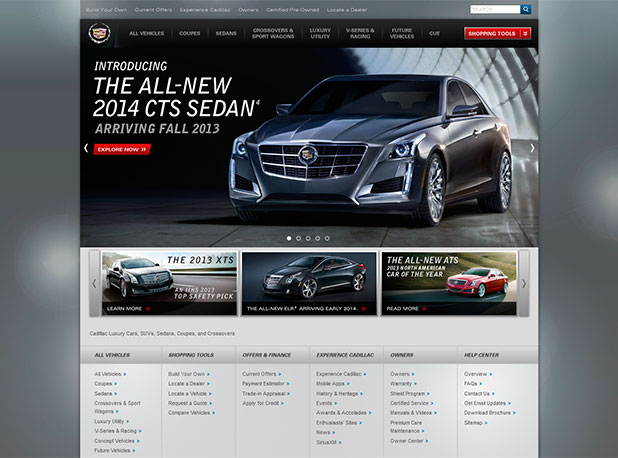 Build Your Own Current Offers Experience Cadillac Owners Certified Pre-Owned Locate a Dealer SEARCH
ALL VEHICLES COUPES SEDANS CROSSOVERS & SPORT WAGONS LUXURY UTILITY V-SERIES & RACING FUTURE VEHICLES CUE SHOPPING TOOLS
INTRODUCING
THE ALL-NEW
2014 CTS SEDAN4
ARRIVING FALL 2013
EXPLORE NOW
THE 2013 XTS
AN IIHS 2013
TOP SAFETY PICK
LEARN MORE
THE ALL-NEW ELR1 ARRIVING EARLY 2014.
THE ALL-NEW ATS
2013 NORTH AMERICAN
CAR OF THE YEAR
READ MORE
Cadillac Luxury Cars, SUVs, Sedans, Coupes, and Crossovers
ALL VEHICLES
All Vehicles
Coupes
Sedans
Crossovers & Sport
Wagons
Luxury Utility
V-Series & Racing
Concept Vehicles
Future Vehicles
SHOPPING TOOLS
Build Your Own
Locate a Dealer
Locate a Vehicle
Request a Quote
Compare Vehicles
OFFERS & FINANCE
Current Offers
Payment Estimator
Trade-in Appraisal
Apply for Credit
EXPERIENCE CADILLAC
Experience Cadillac
Mobile Apps
History & Heritage
Events
Awards & Accolades
Enthusiasts' Sites
News
SiriusXM
OWNERS
Owners
Warranty
Shield Program
Certified Service
Manuals & Videos
Premium Care
Maintenance
Owner Center
HELP CENTER
Overview
FAQs
Contact Us
Get Email Updates
Download Brochure
Sitemap